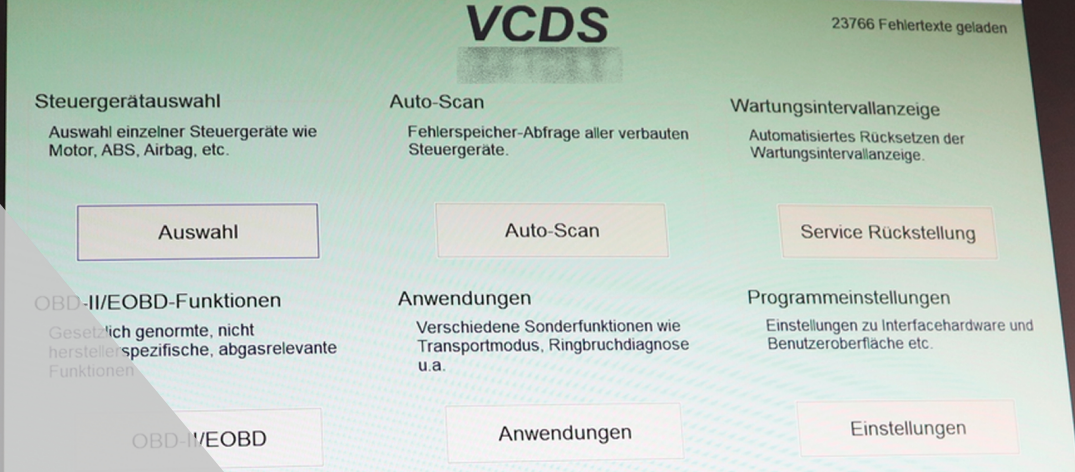 VCDS
23766 Fehlertexte geladen
Steuergerätauswahl
Auswahl einzelner Steuergeräte wie
Motor, ABS, Airbag, etc.
Auswahl
Auto-Scan
Fehlerspeicher-Abfrage aller verbauten
Steuergeräte.
Auto-Scan
Wartungsintervallanzeige
Automatisiertes Rücksetzen der
Wartungsintervallanzeige.
Service Rückstellung
OBD-II/EOBD-Funktionen
Gesetzlich genormte, nicht
herstellerspezifische, abgasrelevante
Funktionen
OBD-II/EOBD
Anwendungen
Verschiedene Sonderfunktionen wie
Transportmodus, Ringbruchdiagnose
u.a.
Anwendungen
Programmeinstellungen
Einstellungen zu Interfacehardware und
Benutzeroberfläche etc.
Einstellungen